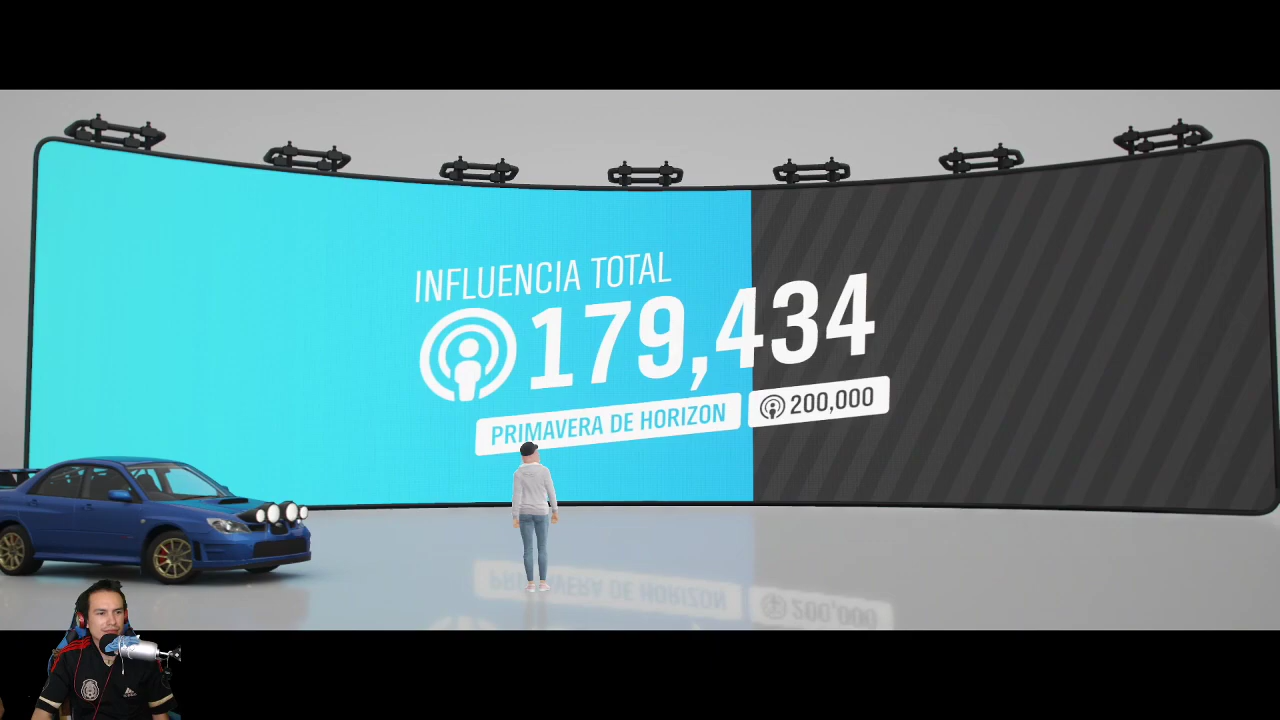 INFLUENCIA TOTAL
179,434
PRIMAVERA DE HORIZON
200,000